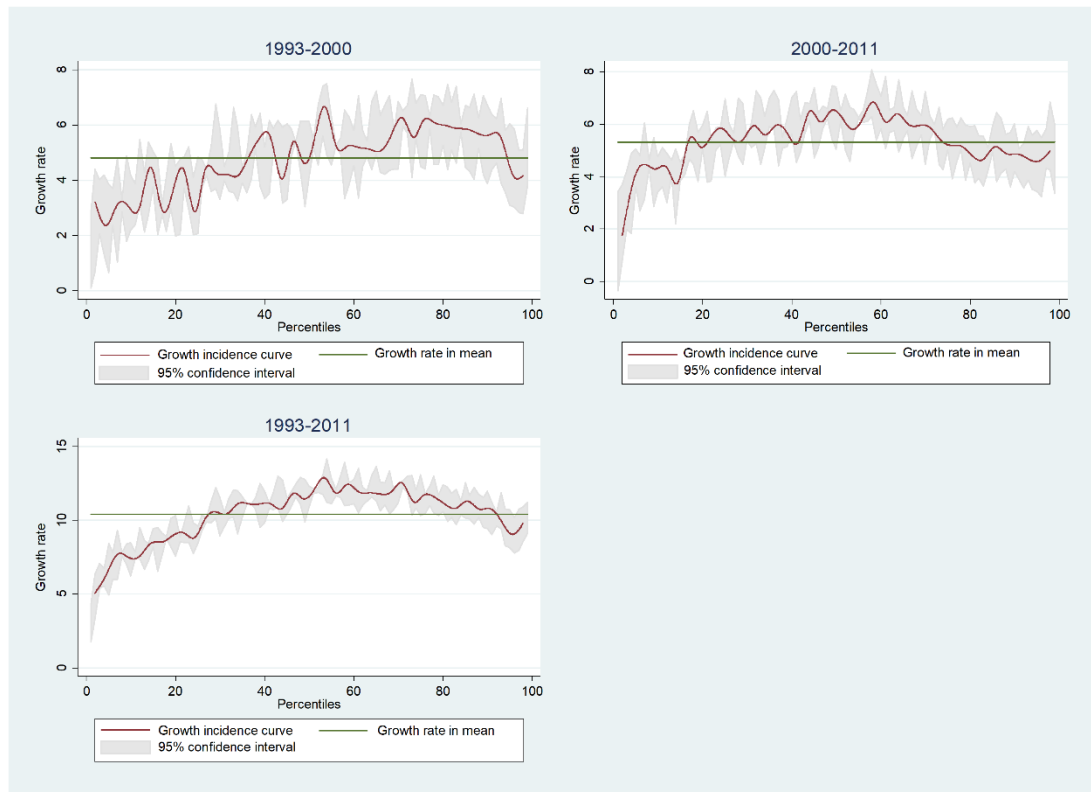 1993-2000
8
6
4
2
0
Growth rate
0 20 40 60 80 100
Percentiles
Growth incidence curve Growth rate in mean
95% confidence interval
2000-2011
8
6
4
2
0
Growth rate
0 20 40 60 80 100
Percentiles
Growth incidence curve Growth rate in mean
95% confidence interval
1993-2011
15
10
5
0
Growth rate
0 20 40 60 80 100
Percentiles
Growth incidence curve Growth rate in mean
95% confidence interval